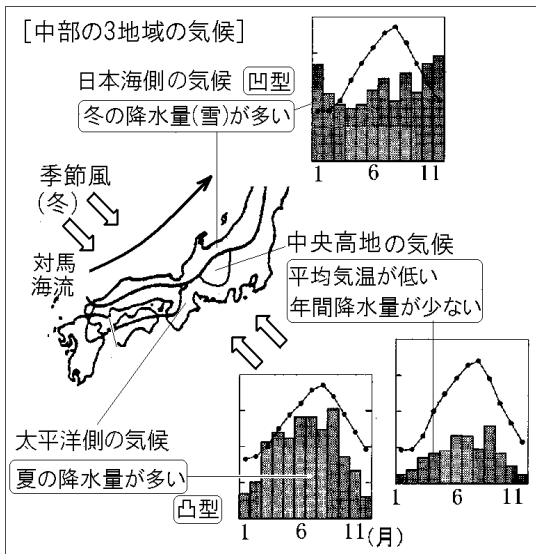 [中部の3地域の気候]
日本海側の気候 凹型
冬の降水量(雪)が多い
1 6 11
季節風
(冬)
対馬
海流
中央高地の気候
平均気温が低い
年間降水量が少ない
太平洋側の気候
夏の降水量が多い
凸型
1 6 11(月)
1 6 11